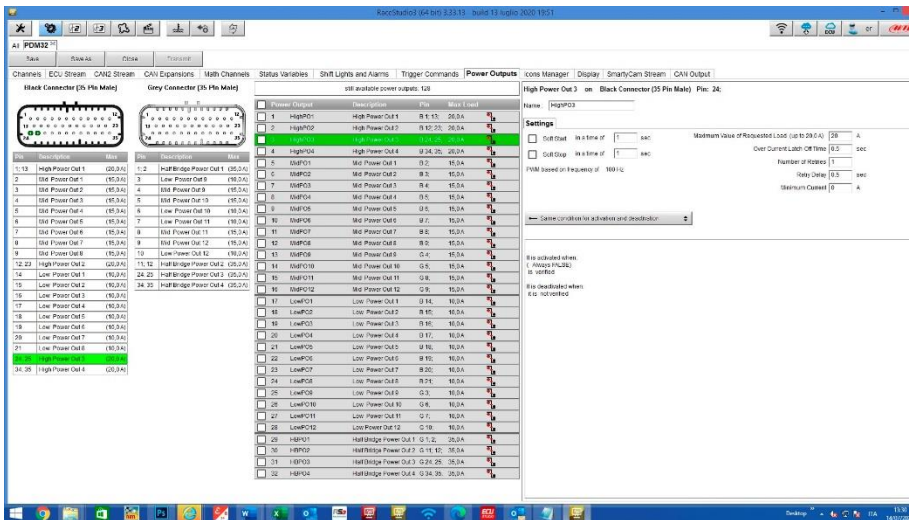 RaceStudio3 (64 bit) 3.33.13 build 13 luglio 2020 19:51
All PDM32
Save Save As Close Transmit
Channels ECU Stream CAN2 Stream CAN Expansions Math Channels Status Variables Shift Lights and Alarms Trigger Commands Power Outputs Icons Manager Display SmartyCam Stream CAN Output
Black Connector (35 Pin Male)
Pin Description Max
1; 13 High Power Out 1 (20,0 A)
2 Mid Power Out 1 (15,0 A)
3 Mid Power Out 2 (15,0 A)
4 Mid Power Out 3 (15,0 A)
5 Mid Power Out 4 (15,0 A)
6 Mid Power Out 5 (15,0 A)
7 Mid Power Out 6 (15,0 A)
8 Mid Power Out 7 (15,0 A)
9 Mid Power Out 8 (15,0 A)
12; 23 High Power Out 2 (20,0 A)
14 Low Power Out 1 (10,0 A)
15 Low Power Out 2 (10,0 A)
16 Low Power Out 3 (10,0 A)
17 Low Power Out 4 (10,0 A)
18 Low Power Out 5 (10,0 A)
19 Low Power Out 6 (10,0 A)
20 Low Power Out 7 (10,0 A)
21 Low Power Out 8 (10,0 A)
24; 25 High Power Out 3 (20,0 A)
34; 35 High Power Out 4 (20,0 A)
Grey Connector (35 Pin Male)
Pin Description Max
1; 2 Half Bridge Power Out 1 (35,0 A)
3 Low Power Out 9 (10,0 A)
4 Mid Power Out 9 (15,0 A)
5 Mid Power Out 10 (15,0 A)
6 Low Power Out 10 (10,0 A)
7 Low Power Out 11 (10,0 A)
8 Mid Power Out 11 (15,0 A)
9 Mid Power Out 12 (15,0 A)
10 Low Power Out 12 (10,0 A)
11; 12 Half Bridge Power Out 2 (35,0 A)
24; 25 Half Bridge Power Out 3 (35,0 A)
34; 35 Half Bridge Power Out 4 (35,0 A)
still available power outputs: 128
Power Output Description Pin Max Load
1 HighPO1 High Power Out 1 B 1; 13; 20,0 A
2 HighPO2 High Power Out 2 B 12; 23; 20,0 A
3 HighPO3 High Power Out 3 B 24; 25; 20,0 A
4 HighPO4 High Power Out 4 B 34; 35; 20,0 A
5 MidPO1 Mid Power Out 1 B 2; 15,0 A
6 MidPO2 Mid Power Out 2 B 3; 15,0 A
7 MidPO3 Mid Power Out 3 B 4; 15,0 A
8 MidPO4 Mid Power Out 4 B 5; 15,0 A
9 MidPO5 Mid Power Out 5 B 6; 15,0 A
10 MidPO6 Mid Power Out 6 B 7; 15,0 A
11 MidPO7 Mid Power Out 7 B 8; 15,0 A
12 MidPO8 Mid Power Out 8 B 9; 15,0 A
13 MidPO9 Mid Power Out 9 G 4; 15,0 A
14 MidPO10 Mid Power Out 10 G 5; 15,0 A
15 MidPO11 Mid Power Out 11 G 8; 15,0 A
16 MidPO12 Mid Power Out 12 G 9; 15,0 A
17 LowPO1 Low Power Out 1 B 14; 10,0 A
18 LowPO2 Low Power Out 2 B 15; 10,0 A
19 LowPO3 Low Power Out 3 B 16; 10,0 A
20 LowPO4 Low Power Out 4 B 17; 10,0 A
21 LowPO5 Low Power Out 5 B 18; 10,0 A
22 LowPO6 Low Power Out 6 B 19; 10,0 A
23 LowPO7 Low Power Out 7 B 20; 10,0 A
24 LowPO8 Low Power Out 8 B 21; 10,0 A
25 LowPO9 Low Power Out 9 G 3; 10,0 A
26 LowPO10 Low Power Out 10 G 6; 10,0 A
27 LowPO11 Low Power Out 11 G 7; 10,0 A
28 LowPO12 Low Power Out 12 G 10; 10,0 A
29 HBPO1 Half Bridge Power Out 1 G 1; 2; 35,0 A
30 HBPO2 Half Bridge Power Out 2 G 11; 12; 35,0 A
31 HBPO3 Half Bridge Power Out 3 G 24; 25; 35,0 A
32 HBPO4 Half Bridge Power Out 4 G 34; 35; 35,0 A
High Power Out 3 on Black Connector (35 Pin Male) Pin: 24;
Name: HighPO3
Settings
Soft Start in a time of 1 sec
Soft Stop in a time of 1 sec
PWM based on frequency of 100 Hz
Maximum Value of Requested Load (up to 20,0 A) 20 A
Over Current Latch Off Time 0.5 sec
Number of Retries 1
Retry Delay 0.5 sec
Minimum Current 0 A
Same condition for activation and deactivation
It is activated when:
( Always FALSE)
is verified
It is deactivated when:
it is not verified
Desktop ITA 15:38
14/07/2020